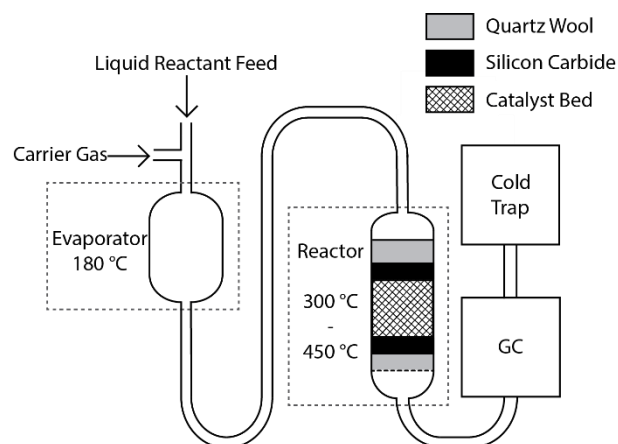 Quartz Wool
Silicon Carbide
Catalyst Bed
Liquid Reactant Feed
Carrier Gas
Evaporator
180 °C
Reactor
300 °C
-
450 °C
Cold
Trap
GC